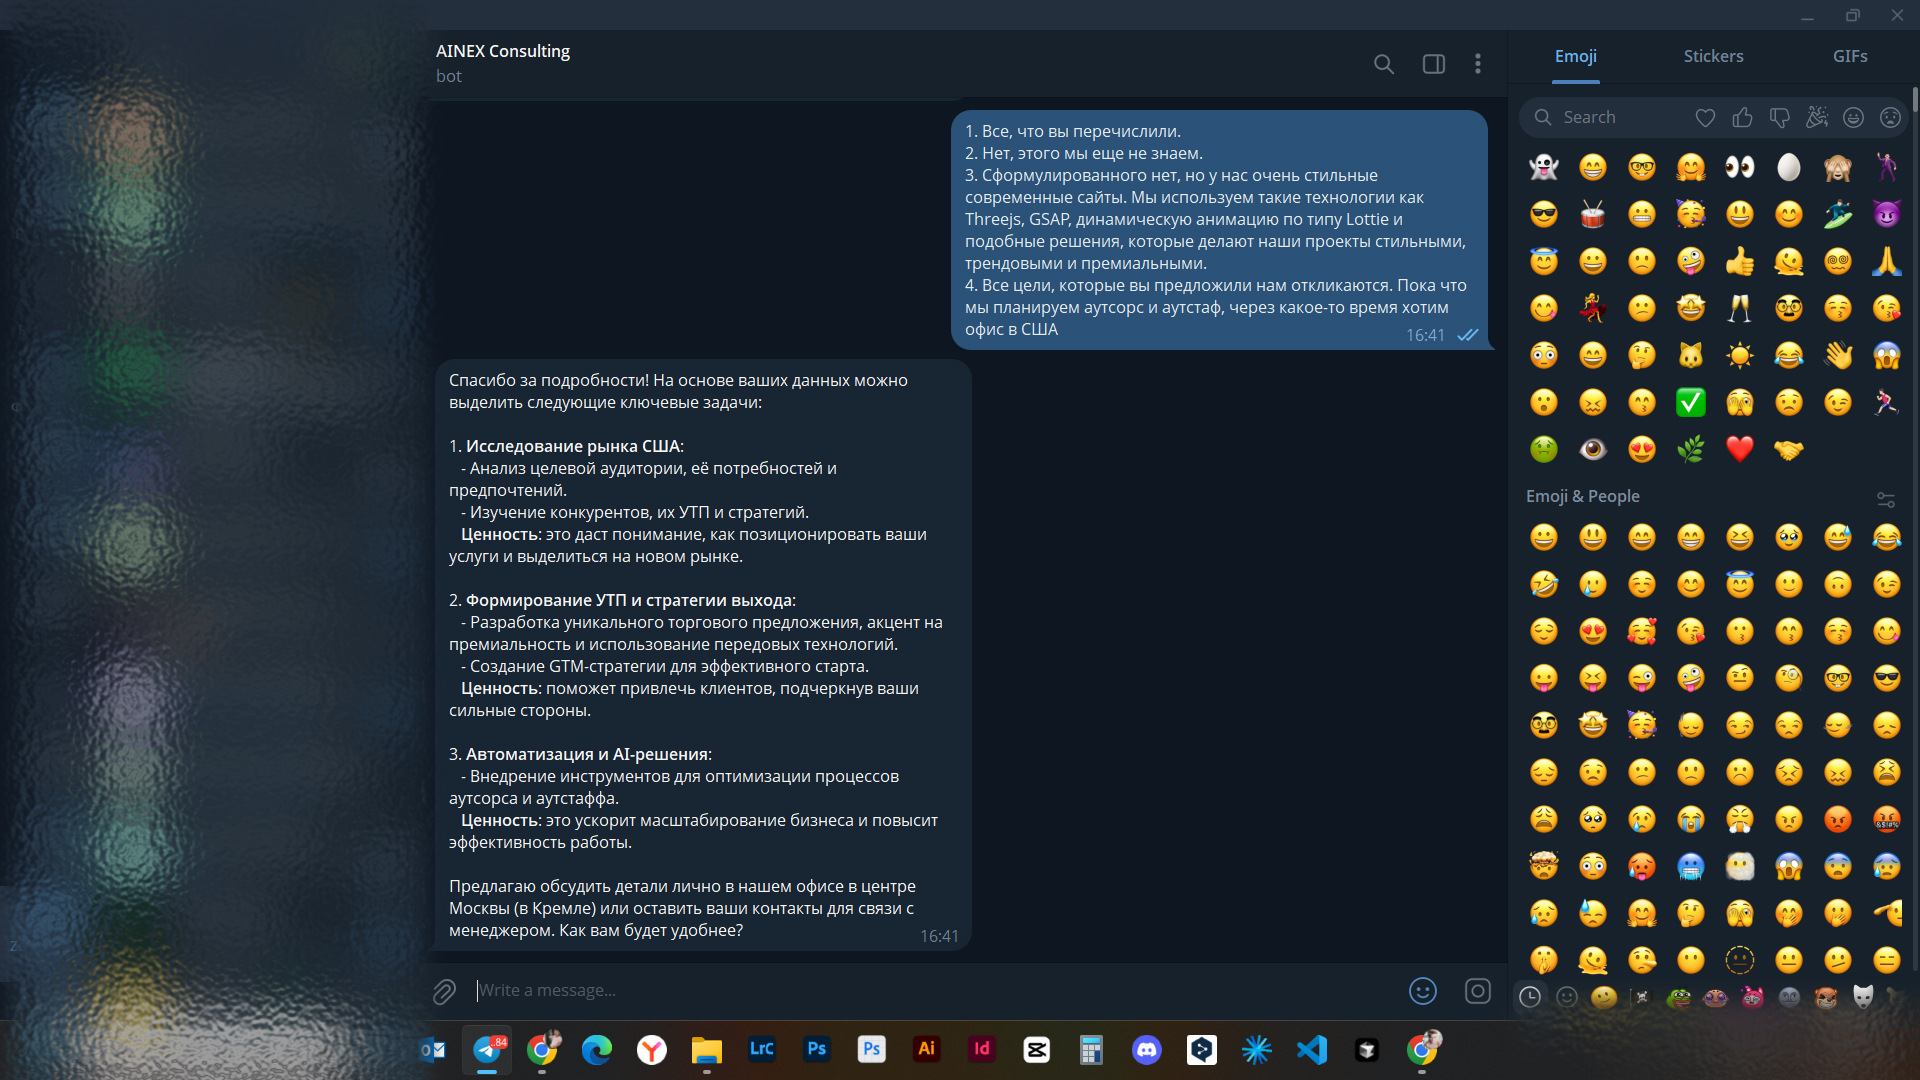 AINEX Consulting
bot
1. Все, что вы перечислили.
2. Нет, этого мы еще не знаем.
3. Сформулированного нет, но у нас очень стильные
современные сайты. Мы используем такие технологии как
Threejs, GSAP, динамическую анимацию по типу Lottie и
подобные решения, которые делают наши проекты стильными,
трендовыми и премиальными.
4. Все цели, которые вы предложили нам откликаются. Пока что
мы планируем аутсорс и аутстаф, через какое-то время хотим
офис в США
16:41
Спасибо за подробности! На основе ваших данных можно
выделить следующие ключевые задачи:
1. Исследование рынка США:
- Анализ целевой аудитории, её потребностей и
предпочтений.
- Изучение конкурентов, их УТП и стратегий.
Ценность: это даст понимание, как позиционировать ваши
услуги и выделиться на новом рынке.
2. Формирование УТП и стратегии выхода:
- Разработка уникального торгового предложения, акцент на
премиальность и использование передовых технологий.
- Создание GTM-стратегии для эффективного старта.
Ценность: поможет привлечь клиентов, подчеркнув ваши
сильные стороны.
3. Автоматизация и AI-решения:
- Внедрение инструментов для оптимизации процессов
аутсорса и аутстаффа.
Ценность: это ускорит масштабирование бизнеса и повысит
эффективность работы.
Предлагаю обсудить детали лично в нашем офисе в центре
Москвы (в Кремле) или оставить ваши контакты для связи с
менеджером. Как вам будет удобнее?
16:41
Write a message...
Emoji
Stickers
GIFs
Search
Emoji & People
..84
LrC
Ps
Ps
Ai
Id